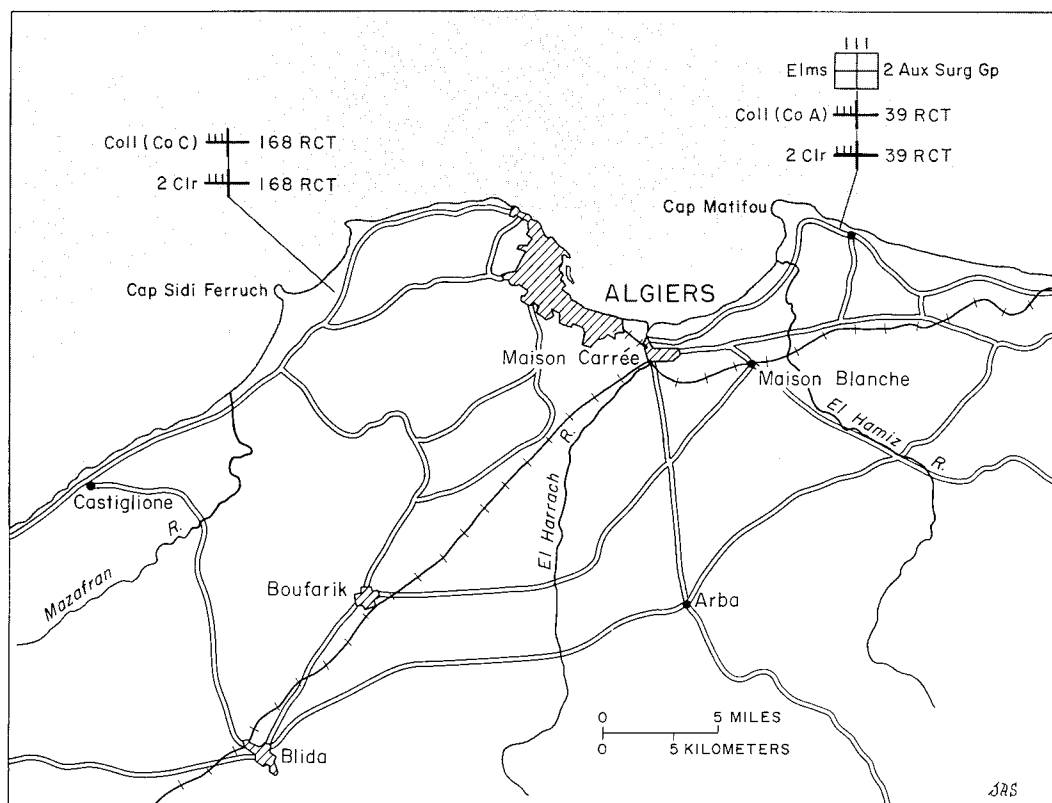 Elms 2 Aux Surg Gp
Coll (Co A) 39 RCT
2 Clr 39 RCT
Coll (Co C) 168 RCT
2 Clr 168 RCT
Cap Matifou
Cap Sidi Ferruch
ALGIERS
Maison Carrée
Maison Blanche
El Hamiz R.
El Harrach R.
Castiglione
Mazafran R.
Boufarik
Arba
Blida
0 5 MILES
0 5 KILOMETERS
JAS